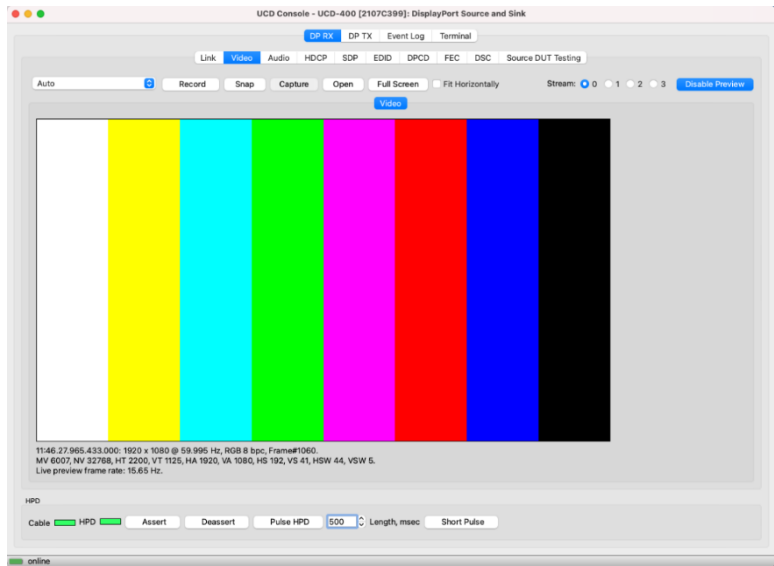 UCD Console - UCD-400 [2107C399]: DisplayPort Source and Sink
DP RX DP TX Event Log Terminal
Link Video Audio HDCP SDP EDID DPCD FEC DSC Source DUT Testing
Auto Record Snap Capture Open Full Screen Fit Horizontally Stream: 0 1 2 3 Disable Preview
Video
11:46.27.965.433.000: 1920 x 1080 @ 59.995 Hz, RGB 8 bpc, Frame#1060.
MV 6007, NV 32768, HT 2200, VT 1125, HA 1920, VA 1080, HS 192, VS 41, HSW 44, VSW 5.
Live preview frame rate: 15.65 Hz.
HPD
Cable HPD Assert Deassert Pulse HPD 500 Length, msec Short Pulse
online